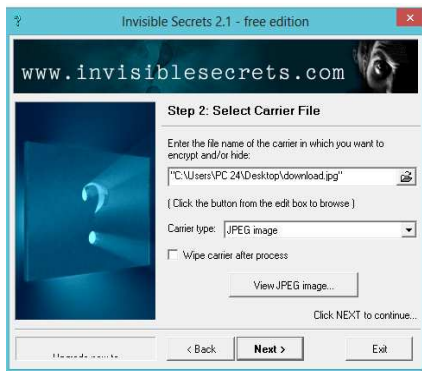 Invisible Secrets 2.1 - free edition
www.invisiblesecrets.com
Step 2: Select Carrier File
Enter the file name of the carrier in which you want to
encrypt and/or hide:
"C:\Users\PC 24\Desktop\download.jpg"
( Click the button from the edit box to browse )
Carrier type: JPEG image
Wipe carrier after process
View JPEG image...
Click NEXT to continue...
< Back Next > Exit